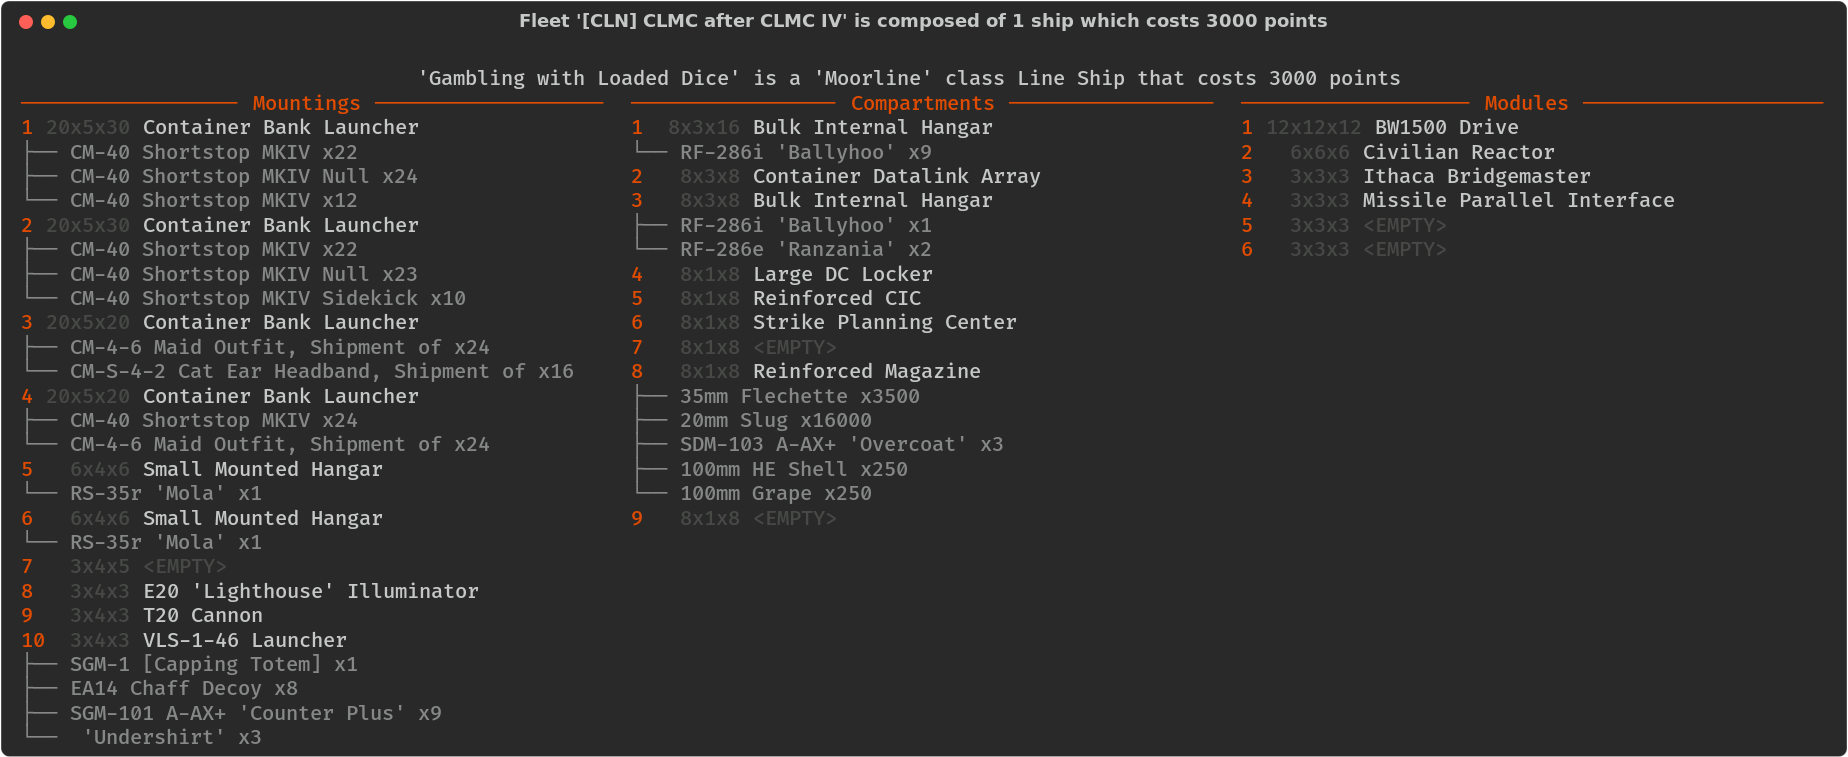 Fleet '[CLN] CLMC after CLMC IV' is composed of 1 ship which costs 3000 points
'Gambling with Loaded Dice' is a 'Moorline' class Line Ship that costs 3000 points
Mountings
1 20x5x30 Container Bank Launcher
CM-40 Shortstop MKIV x22
CM-40 Shortstop MKIV Null x24
CM-40 Shortstop MKIV x12
2 20x5x30 Container Bank Launcher
CM-40 Shortstop MKIV x22
CM-40 Shortstop MKIV Null x23
CM-40 Shortstop MKIV Sidekick x10
3 20x5x20 Container Bank Launcher
CM-4-6 Maid Outfit, Shipment of x24
CM-S-4-2 Cat Ear Headband, Shipment of x16
4 20x5x20 Container Bank Launcher
CM-40 Shortstop MKIV x24
CM-4-6 Maid Outfit, Shipment of x24
5 6x4x6 Small Mounted Hangar
RS-35r 'Mola' x1
6 6x4x6 Small Mounted Hangar
RS-35r 'Mola' x1
7 3x4x5 <EMPTY>
8 3x4x3 E20 'Lighthouse' Illuminator
9 3x4x3 T20 Cannon
10 3x4x3 VLS-1-46 Launcher
SGM-1 [Capping Totem] x1
EA14 Chaff Decoy x8
SGM-101 A-AX+ 'Counter Plus' x9
'Undershirt' x3
Compartments
1 8x3x16 Bulk Internal Hangar
RF-286i 'Ballyhoo' x9
2 8x3x8 Container Datalink Array
3 8x3x8 Bulk Internal Hangar
RF-286i 'Ballyhoo' x1
RF-286e 'Ranzania' x2
4 8x1x8 Large DC Locker
5 8x1x8 Reinforced CIC
6 8x1x8 Strike Planning Center
7 8x1x8 <EMPTY>
8 8x1x8 Reinforced Magazine
35mm Flechette x3500
20mm Slug x16000
SDM-103 A-AX+ 'Overcoat' x3
100mm HE Shell x250
100mm Grape x250
9 8x1x8 <EMPTY>
Modules
1 12x12x12 BW1500 Drive
2 6x6x6 Civilian Reactor
3 3x3x3 Ithaca Bridgemaster
4 3x3x3 Missile Parallel Interface
5 3x3x3 <EMPTY>
6 3x3x3 <EMPTY>